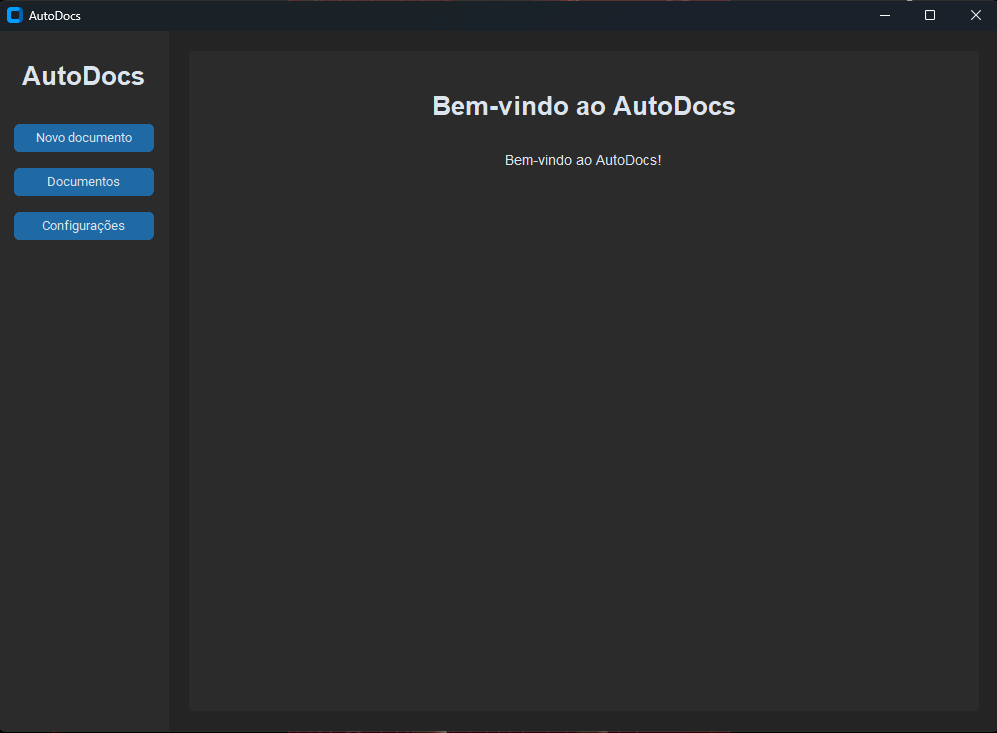 AutoDocs
AutoDocs
Novo documento
Documentos
Configurações
Bem-vindo ao AutoDocs
Bem-vindo ao AutoDocs!